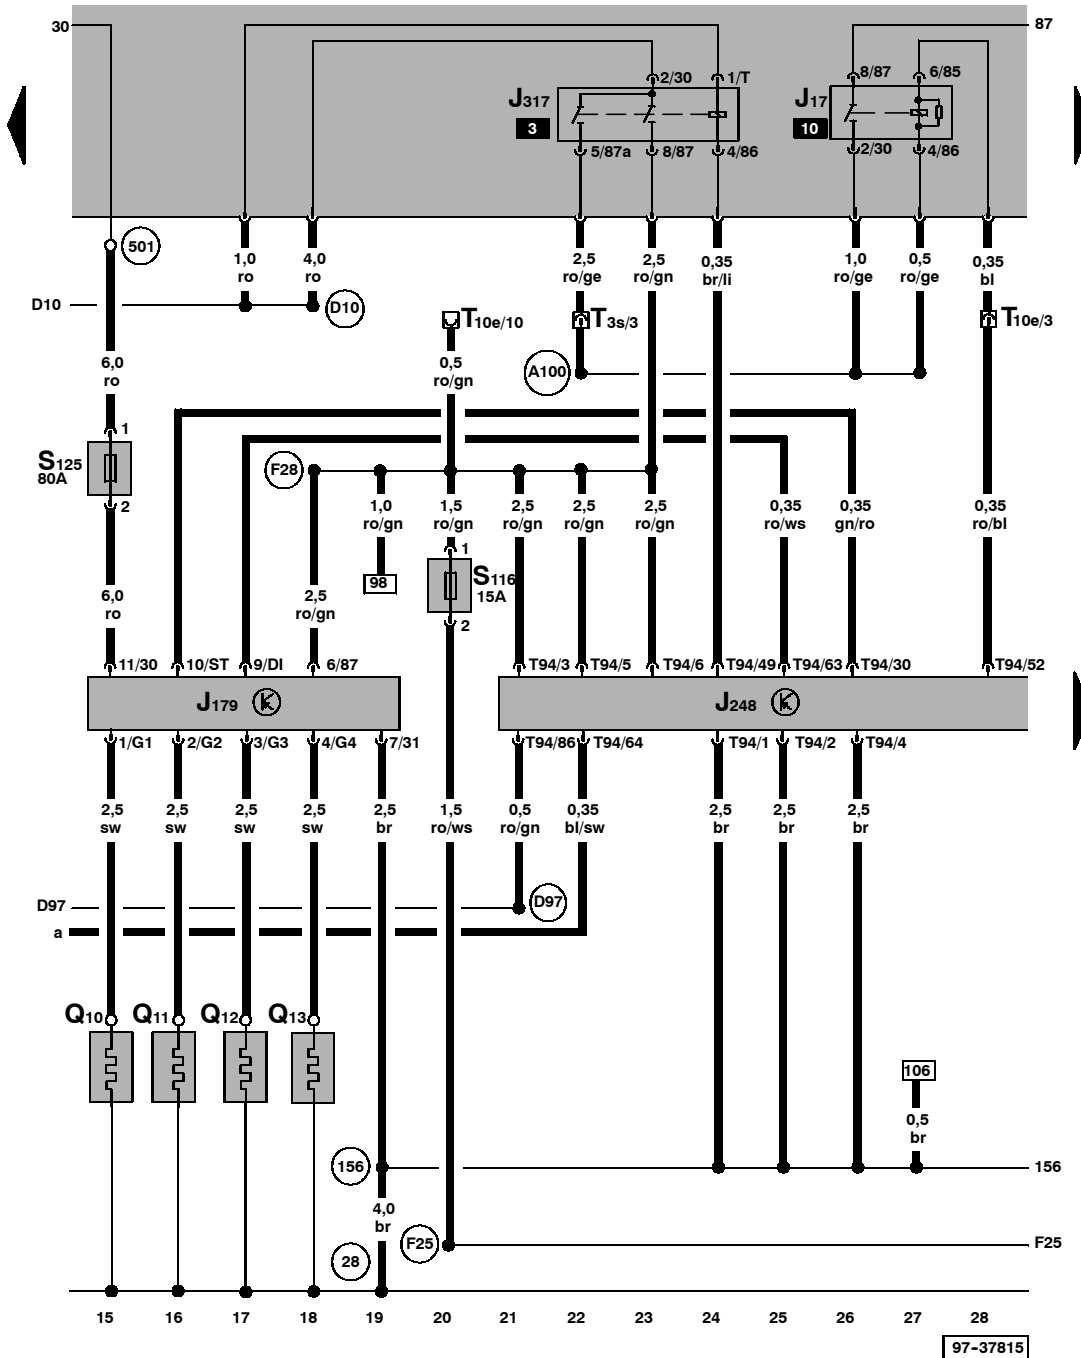 30
87
2/30
1/T
8/87
6/85
J317
3
J17
10
5/87a
8/87
4/86
2/30
4/86
501
1,0
ro
4,0
ro
2,5
ro/ge
2,5
ro/gn
0,35
br/li
1,0
ro/ge
0,5
ro/ge
0,35
bl
D10
D10
T10e/10
T3s/3
T10e/3
6,0
ro
0,5
ro/gn
A100
1
S125
80A
2
F28
1,0
ro/gn
1,5
ro/gn
2,5
ro/gn
2,5
ro/gn
2,5
ro/gn
0,35
ro/ws
0,35
gn/ro
0,35
ro/bl
1
98
S116
15A
2
6,0
ro
2,5
ro/gn
11/30
10/ST
9/DI
6/87
T94/3
T94/5
T94/6
T94/49
T94/63
T94/30
T94/52
J179
J248
1/G1
2/G2
3/G3
4/G4
7/31
T94/86
T94/64
T94/1
T94/2
T94/4
2,5
sw
2,5
sw
2,5
sw
2,5
sw
2,5
br
1,5
ro/ws
0,5
ro/gn
0,35
bl/sw
2,5
br
2,5
br
2,5
br
D97
D97
a
Q10
Q11
Q12
Q13
106
0,5
br
156
156
4,0
br
F25
F25
28
15 16 17 18 19 20 21 22 23 24 25 26 27 28
97-37815